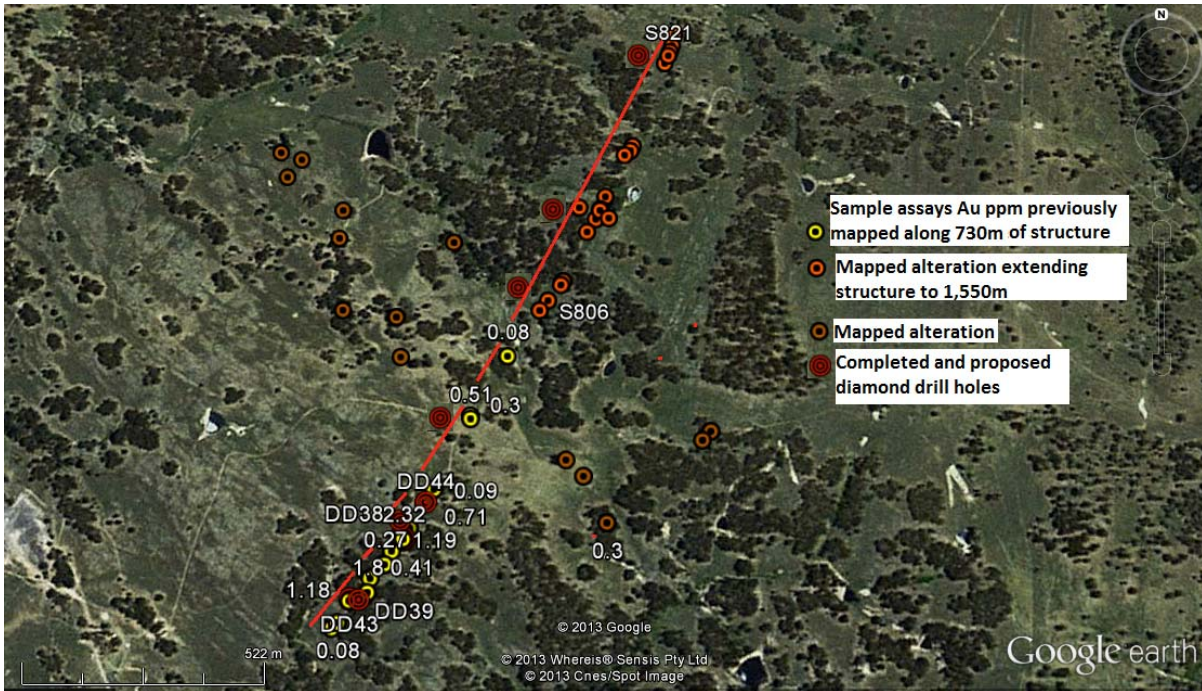 N
S821
Sample assays Au ppm previously
mapped along 730m of structure
Mapped alteration extending
structure to 1,550m
S806
Mapped alteration
0.08
Completed and proposed
diamond drill holes
0.51
0.3
DD44
0.09
DD38
2.32
0.71
0.27
1.19
0.3
1.8
0.41
1.18
DD39
DD43
0.08
522 m
© 2013 Google
© 2013 Whereis® Sensis Pty Ltd
© 2013 Cnes/Spot Image
Google earth